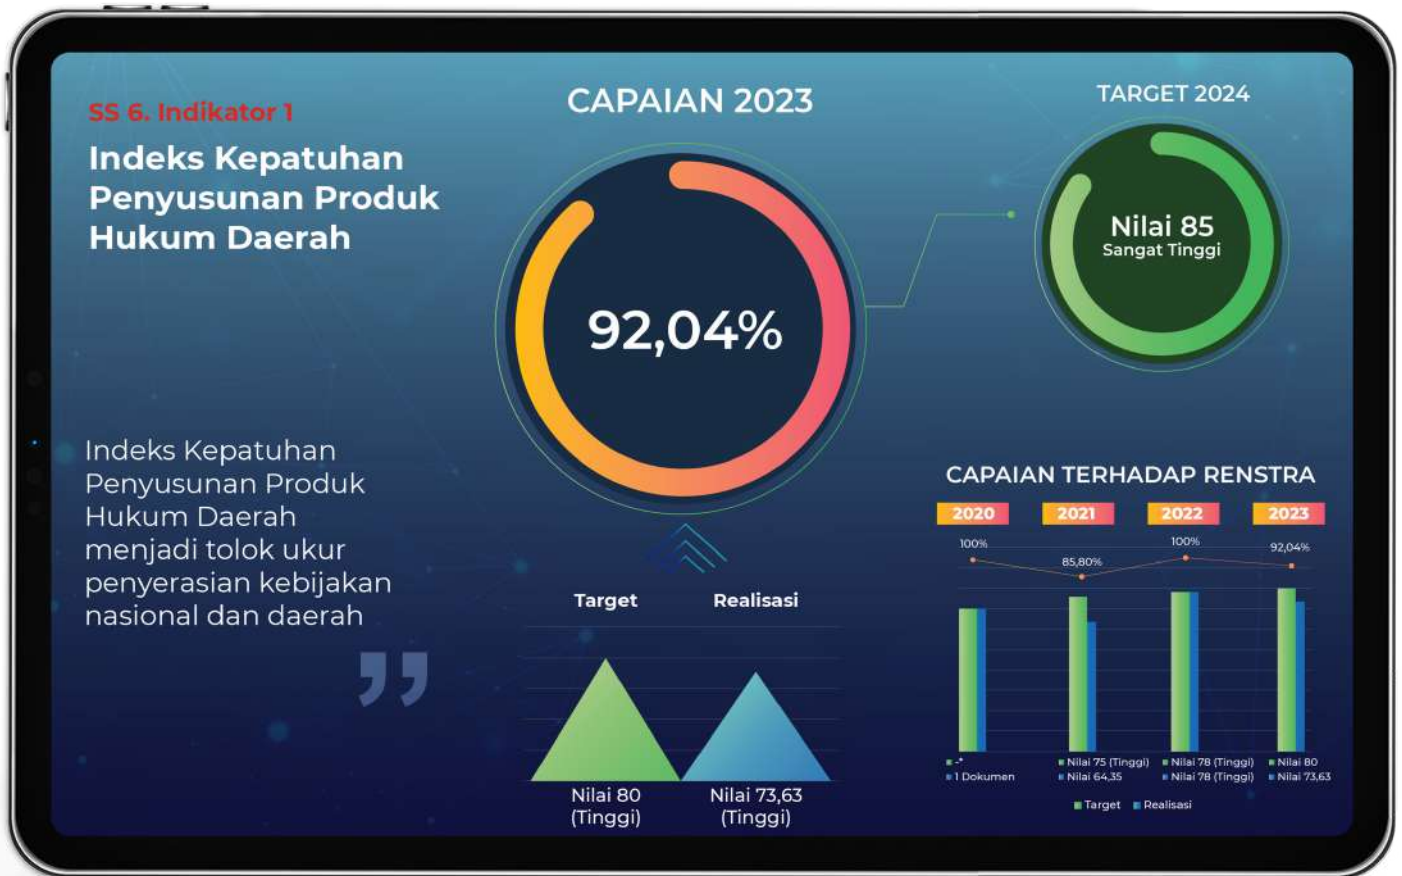 SS 6. Indikator 1
Indeks Kepatuhan
Penyusunan Produk
Hukum Daerah
Indeks Kepatuhan
Penyusunan Produk
Hukum Daerah
menjadi tolok ukur
penyerasian kebijakan
nasional dan daerah
”
CAPAIAN 2023
92,04%
Target Realisasi
Nilai 80 Nilai 73,63
(Tinggi) (Tinggi)
TARGET 2024
Nilai 85
Sangat Tinggi
CAPAIAN TERHADAP RENSTRA
2020 2021 2022 2023
100% 85,80% 100% 92,04%
-* Nilai 75 (Tinggi) Nilai 78 (Tinggi) Nilai 80
1 Dokumen Nilai 64,35 Nilai 78 (Tinggi) Nilai 73,63
Target Realisasi